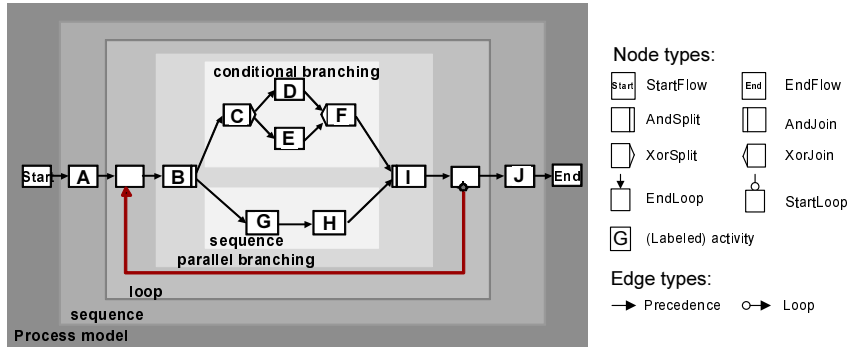 conditional branching
D
C
F
E
Star
A
B
I
J
End
G
H
sequence
parallel branching
loop
sequence
Process model
Node types:
Start StartFlow
End EndFlow
AndSplit
AndJoin
XorSplit
XorJoin
EndLoop
StartLoop
G (Labeled) activity
Edge types:
Precedence
Loop